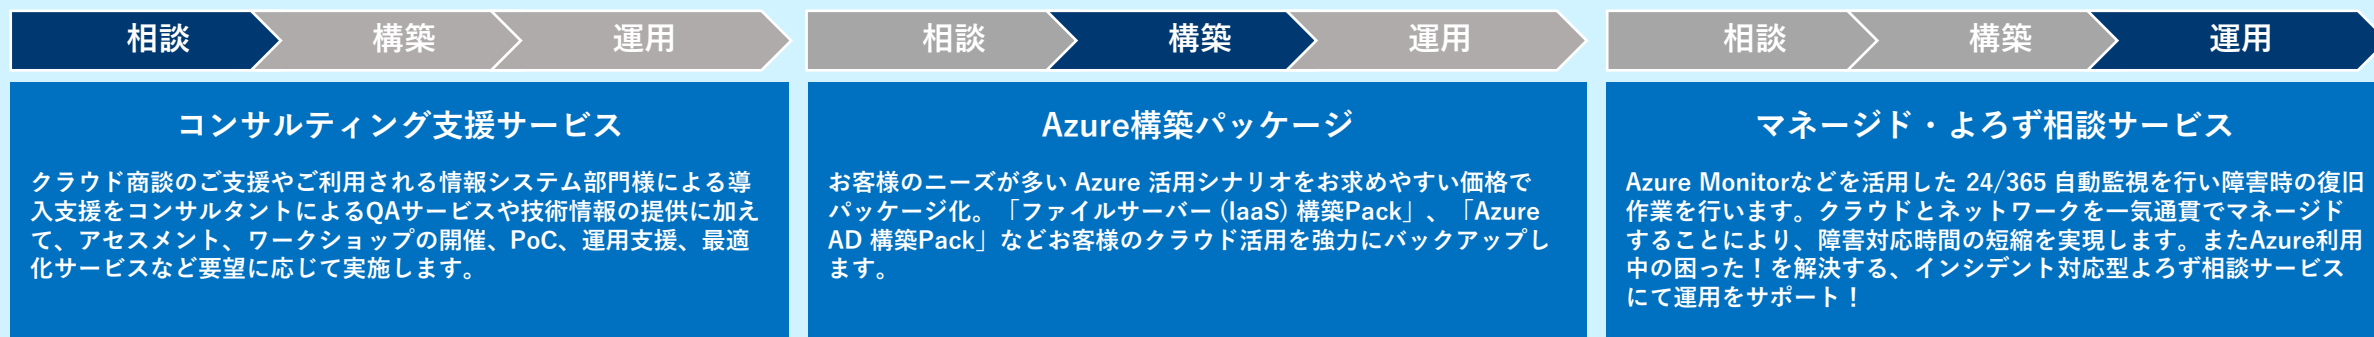 相談 構築 運用
コンサルティング支援サービス
クラウド商談のご支援やご利用される情報システム部門様による導
入支援をコンサルタントによるQAサービスや技術情報の提供に加え
て、アセスメント、ワークショップの開催、PoC、運用支援、最適
化サービスなど要望に応じて実施します。
相談 構築 運用
Azure構築パッケージ
お客様のニーズが多い Azure 活用シナリオをお求めやすい価格で
パッケージ化。「ファイルサーバー (IaaS) 構築Pack」、「Azure
AD 構築Pack」などお客様のクラウド活用を強力にバックアップし
ます。
相談 構築 運用
マネージド・よろず相談サービス
Azure Monitorなどを活用した 24/365 自動監視を行い障害時の復旧
作業を行います。クラウドとネットワークを一気通貫でマネージド
することにより、障害対応時間の短縮を実現します。またAzure利用
中の困った！を解決する、インシデント対応型よろず相談サービス
にて運用をサポート！